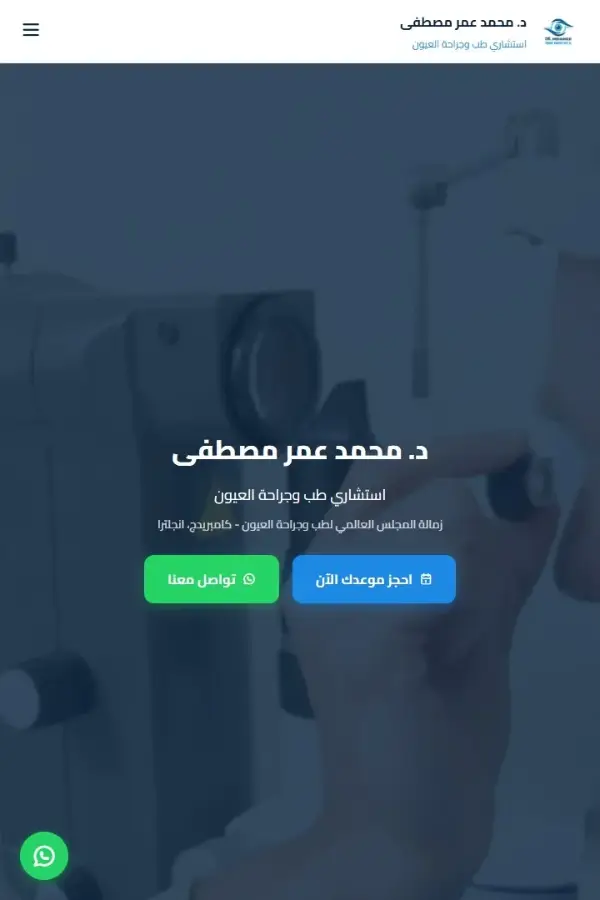 د. محمد عمر مصطفى
استشاري طب وجراحة العيون
د. محمد عمر مصطفى
استشاري طب وجراحة العيون
زمالة المجلس العالمي لطب وجراحة العيون - كامبريدج، انجلترا
احجز موعدك الآن
تواصل معنا